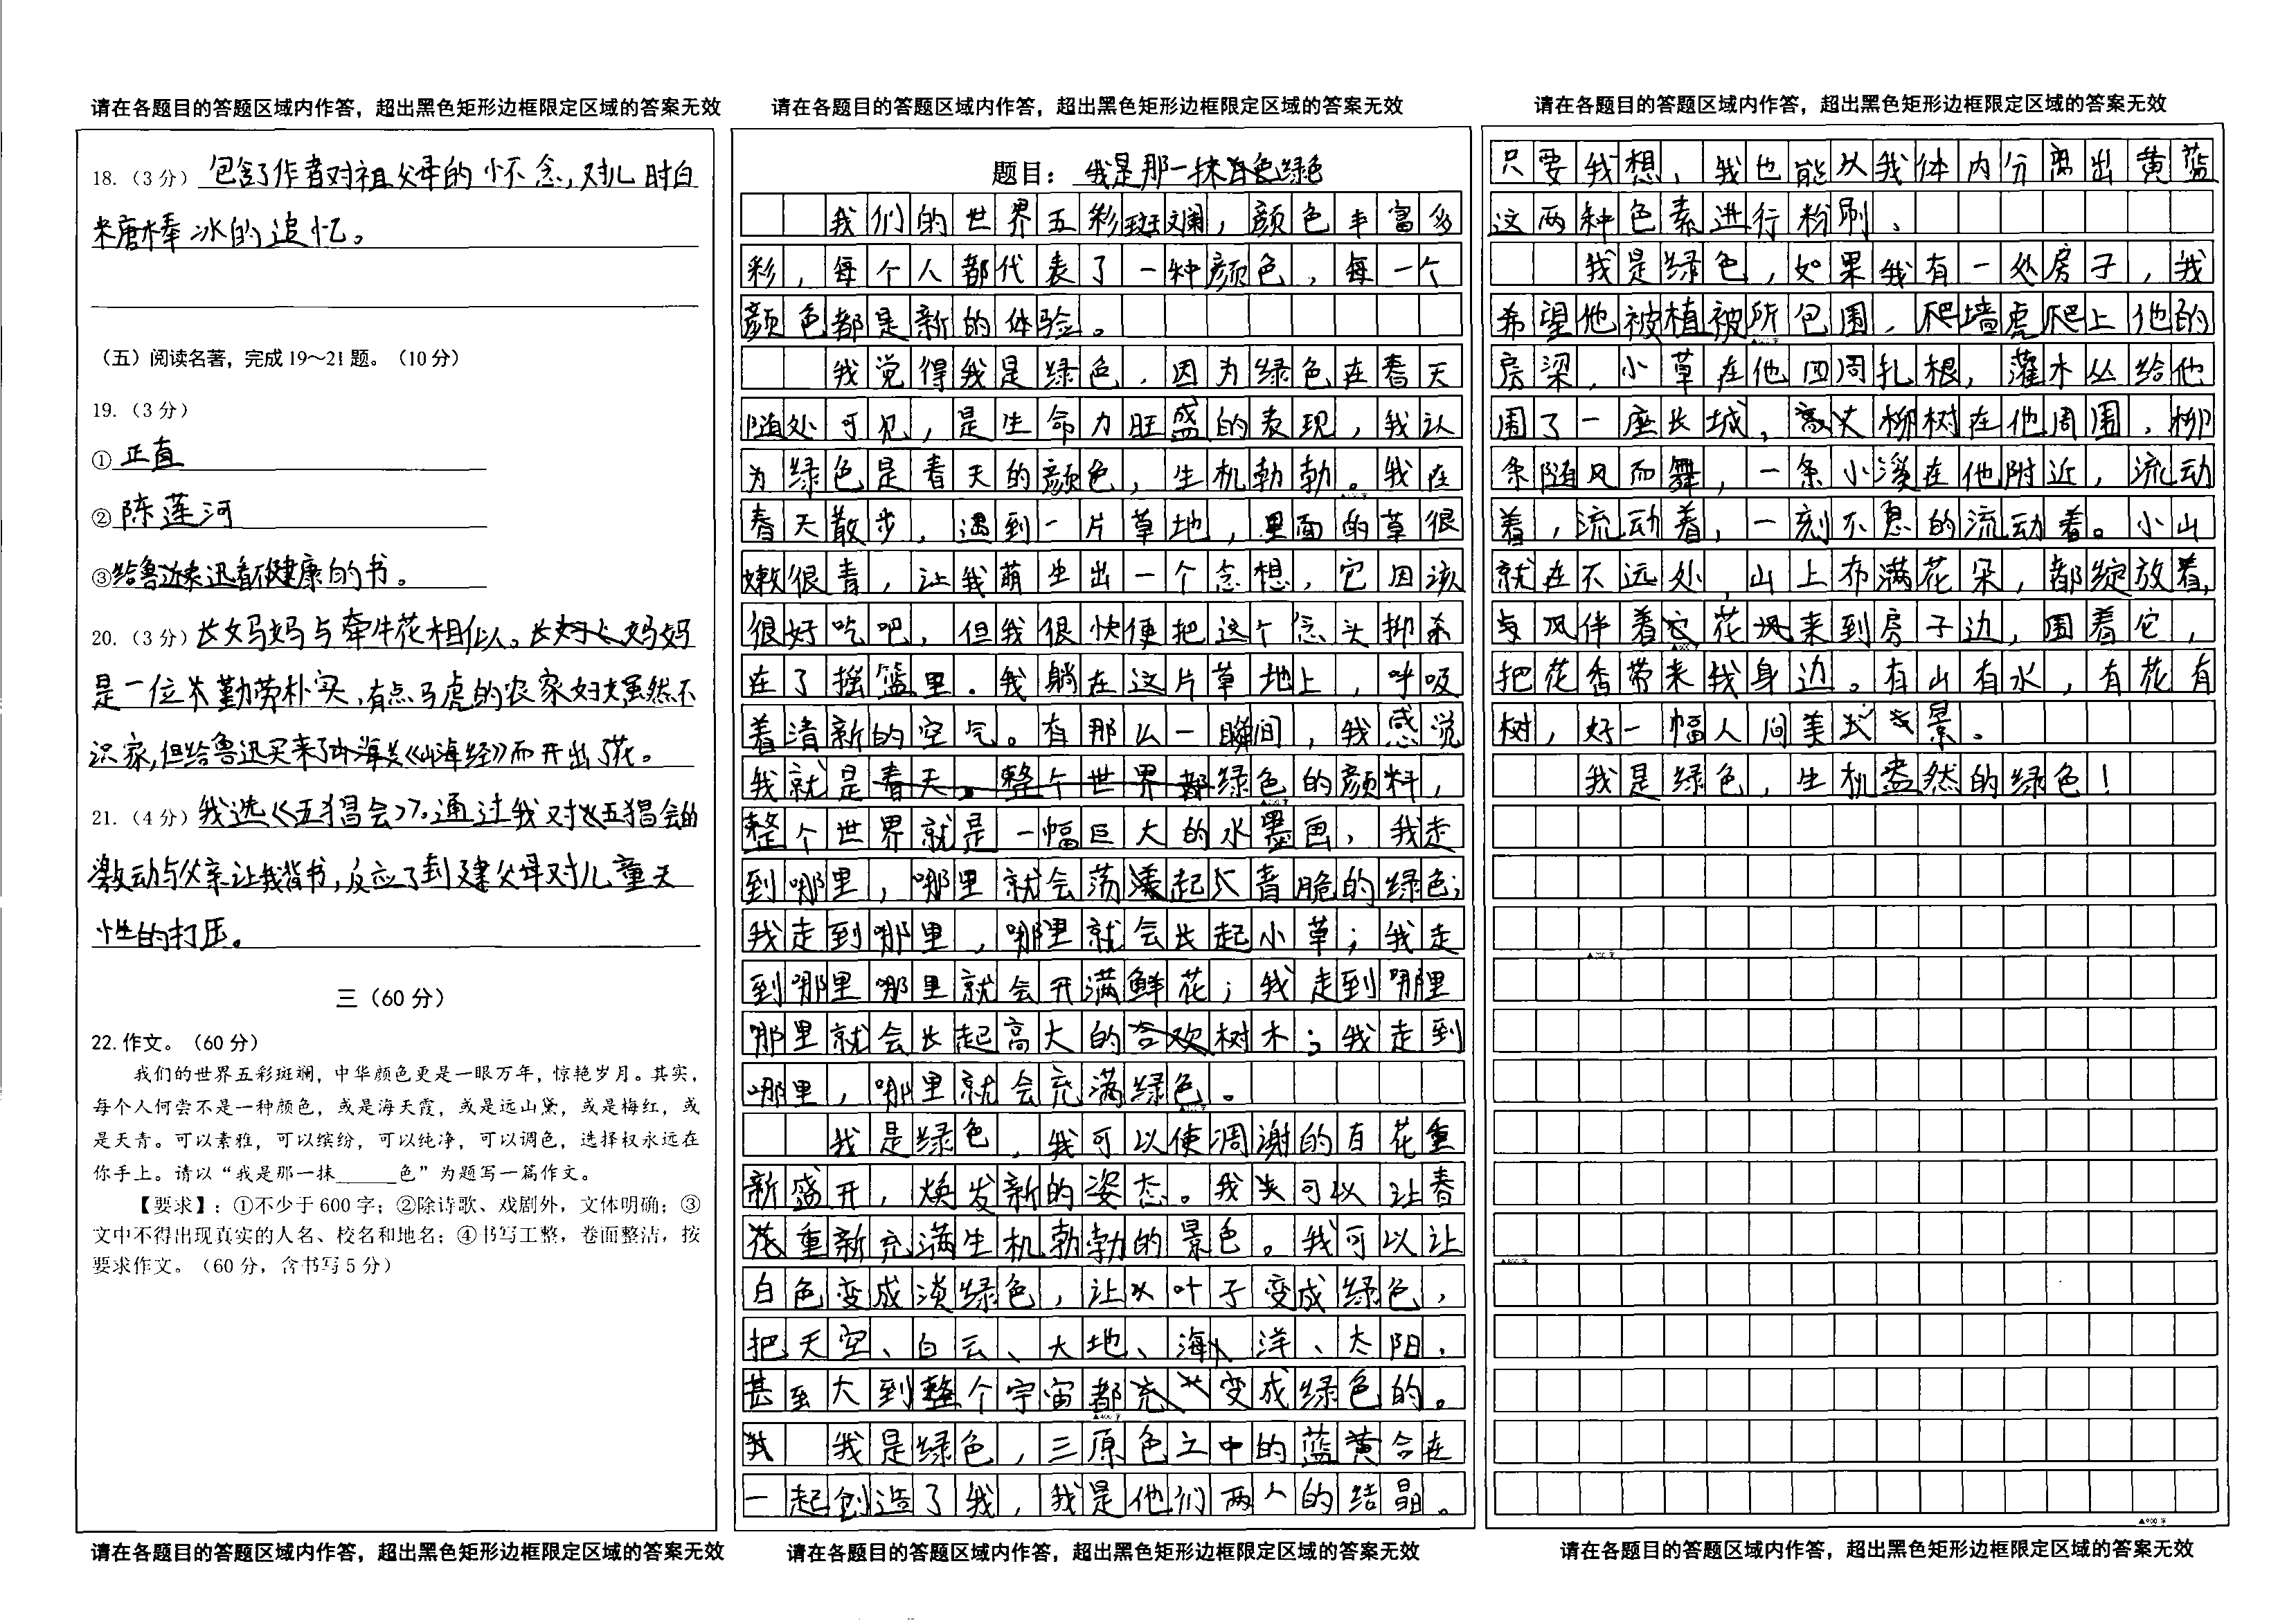 请在各题目的答题区域内作答，超出黑色矩形边框限定区域的答案无效
18.（3分）包含了作者对祖父母的怀念，对儿时白
米糖棒冰的追忆。
（五）阅读名著，完成19～21题。（10分）
19.（3分）
①正直
②陈莲河
③给鲁迅看不健康的书。
20.（3分）长妈妈与牵牛花相似。妈妈
是一位勤劳朴实，有点马虎的农家妇女虽然不
识家，但给鲁迅买来了《山海经》而开出了花。
21.（4分）我选《五猖会》。通过我对《五猖会的
激动与父亲让我背书，反应了封建父母对儿童天
性的打压。
三（60分）
22.作文。（60分）
我们的世界五彩斑斓，中华颜色更是一眼万年，惊艳岁月。其实，
每个人何尝不是一种颜色，或是海天霞，或是远山黛，或是梅红，或
是天青。可以素雅，可以缤纷，可以纯净，可以调色，选择权永远在
你手上。请以“我是那一抹______色”为题写一篇作文。
【要求】：①不少于600字；②除诗歌、戏剧外，文体明确；③
文中不得出现真实的人名、校名和地名；④书写工整，卷面整洁，按
要求作文。（60分，含书写5分）
请在各题目的答题区域内作答，超出黑色矩形边框限定区域的答案无效
请在各题目的答题区域内作答，超出黑色矩形边框限定区域的答案无效
题目：我是那一抹绿色
我们的世界五彩斑斓，颜色丰富多
彩，每个人都代表了一种颜色，每一个
颜色都是新的体验。
我觉得我是绿色，因为绿色在春天
随处可见，是生命力旺盛的表现，我认
为绿色是春天的颜色，生机勃勃。我在
春天散步，遇到一片草地，里面的草很
嫩很青，让我萌生出一个念想，它因该
很好吃吧，但我很快便把这个念头抑杀
在了摇篮里。我躺在这片草地上，呼吸
着清新的空气。有那么一瞬间，我感觉
我就是绿色的颜料，
整个世界就是一幅巨大的水墨画，我走
到哪里，哪里就会荡起青脆的绿色；
我走到哪里，哪里就会长起小草；我走
到哪里哪里就会开满鲜花；我走到哪里
那里就会长起高大的树木；我走到
哪里，哪里就会充满绿色。
我是绿色，我可以使凋谢的百花重
新盛开，焕发新的姿态。我可以让春
花重新充满生机勃勃的景色。我可以让
白色变成淡绿色，让叶子变成绿色，
把天空、白云、大地、海洋、太阳，
甚至大到整个宇宙都变成绿色的。
我是绿色，三原色之中的蓝黄合在
一起创造了我，我是他们两人的结晶。
▲400字
请在各题目的答题区域内作答，超出黑色矩形边框限定区域的答案无效
请在各题目的答题区域内作答，超出黑色矩形边框限定区域的答案无效
只要我想，我也能从我体内分离出黄蓝
这两种色素进行粉刷、
我是绿色，如果我有一处房子，我
希望他被植被所包围，爬墙虎爬上他的
房梁，小草在他四周扎根，灌木丛给他
围了一座长城，高大柳树在他周围，柳
条随风而舞，一条小溪在他附近，流动
着，流动着，一刻不息的流动着。小山
就在不远处，山上布满花朵，都绽放着，
风伴着花来到房子边，围着它，
把花香带来我身边。有山有水，有花有
树，好一幅人间美景。
我是绿色，生机盎然的绿色！
▲900字
请在各题目的答题区域内作答，超出黑色矩形边框限定区域的答案无效